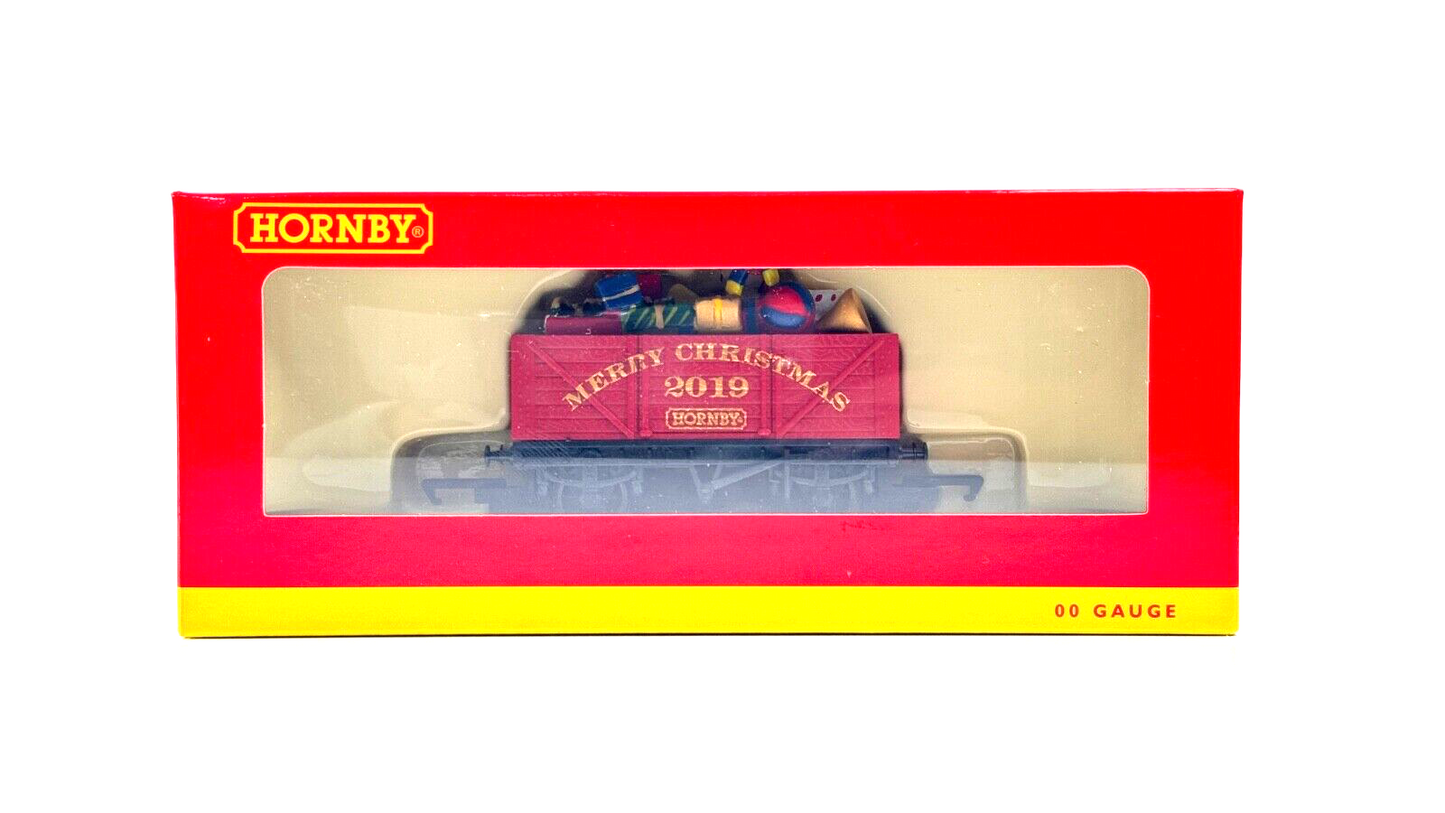 HORNBY®
MERRY CHRISTMAS
2019
HORNBY®
00 GAUGE